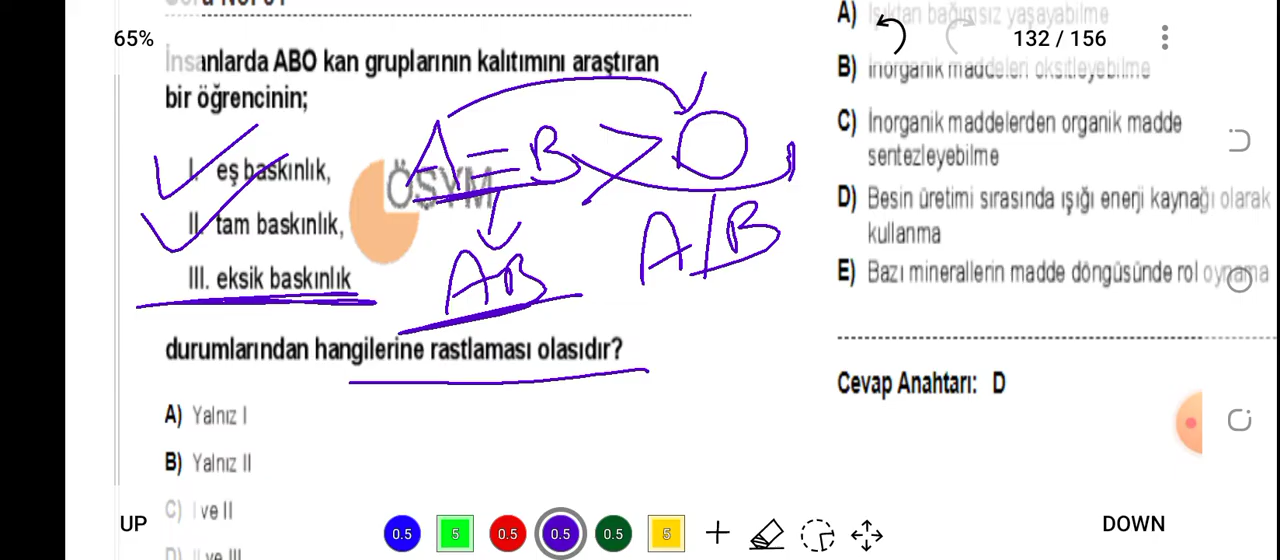 65%
İnsanlarda ABO kan gruplarının kalıtımını araştıran
bir öğrencinin;
I. eş baskınlık,
II. tam baskınlık,
III. eksik baskınlık
ÖSYM
A = B > O
AB
A/B
durumlarından hangilerine rastlaması olasıdır?
A) Yalnız I
B) Yalnız II
C) I ve II
D) II ve III
132 / 156
A) Işıktan bağımsız yaşayabilme
B) İnorganik maddeleri oksitleyebilme
C) İnorganik maddelerden organik madde
sentezleyebilme
D) Besin üretimi sırasında ışığı enerji kaynağı olarak
kullanma
E) Bazı minerallerin madde döngüsünde rol oynama
Cevap Anahtarı: D
UP
0.5
5
0.5
0.5
0.5
5
DOWN